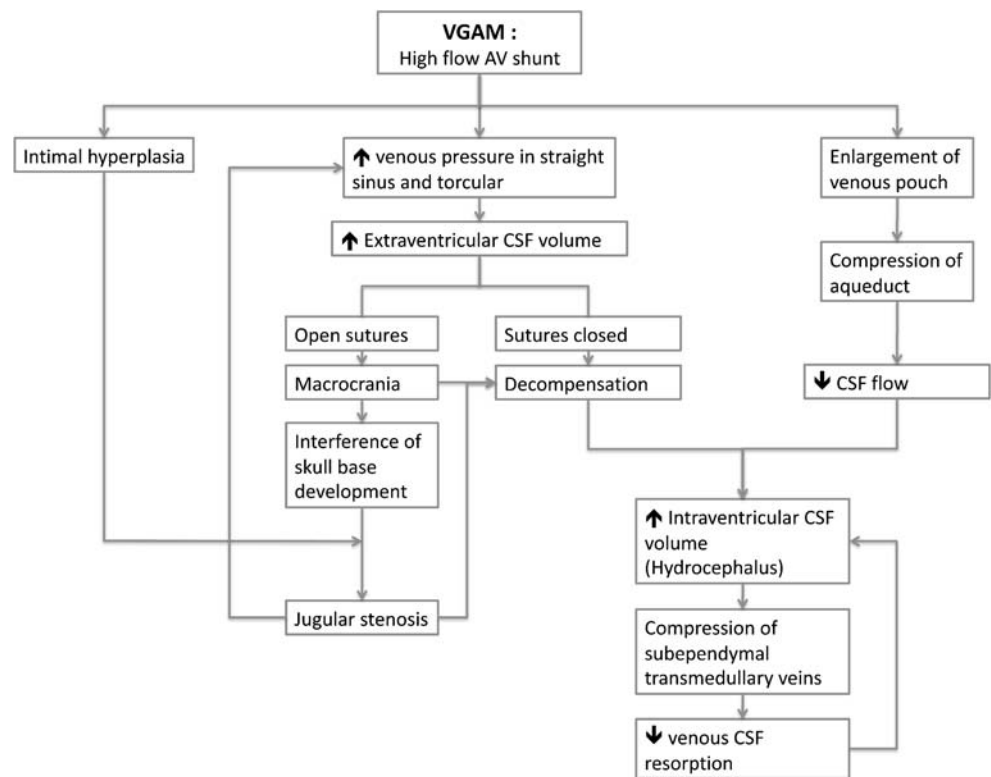 VGAM :
High flow AV shunt
Intimal hyperplasia
↑ venous pressure in straight
sinus and torcular
Enlargement of
venous pouch
↑ Extraventricular CSF volume
Compression of
aqueduct
Open sutures
Sutures closed
Macrocrania
Decompensation
↓ CSF flow
Interference of
skull base
development
↑ Intraventricular CSF
volume
(Hydrocephalus)
Jugular stenosis
Compression of
subependymal
transmedullary veins
↓ venous CSF
resorption